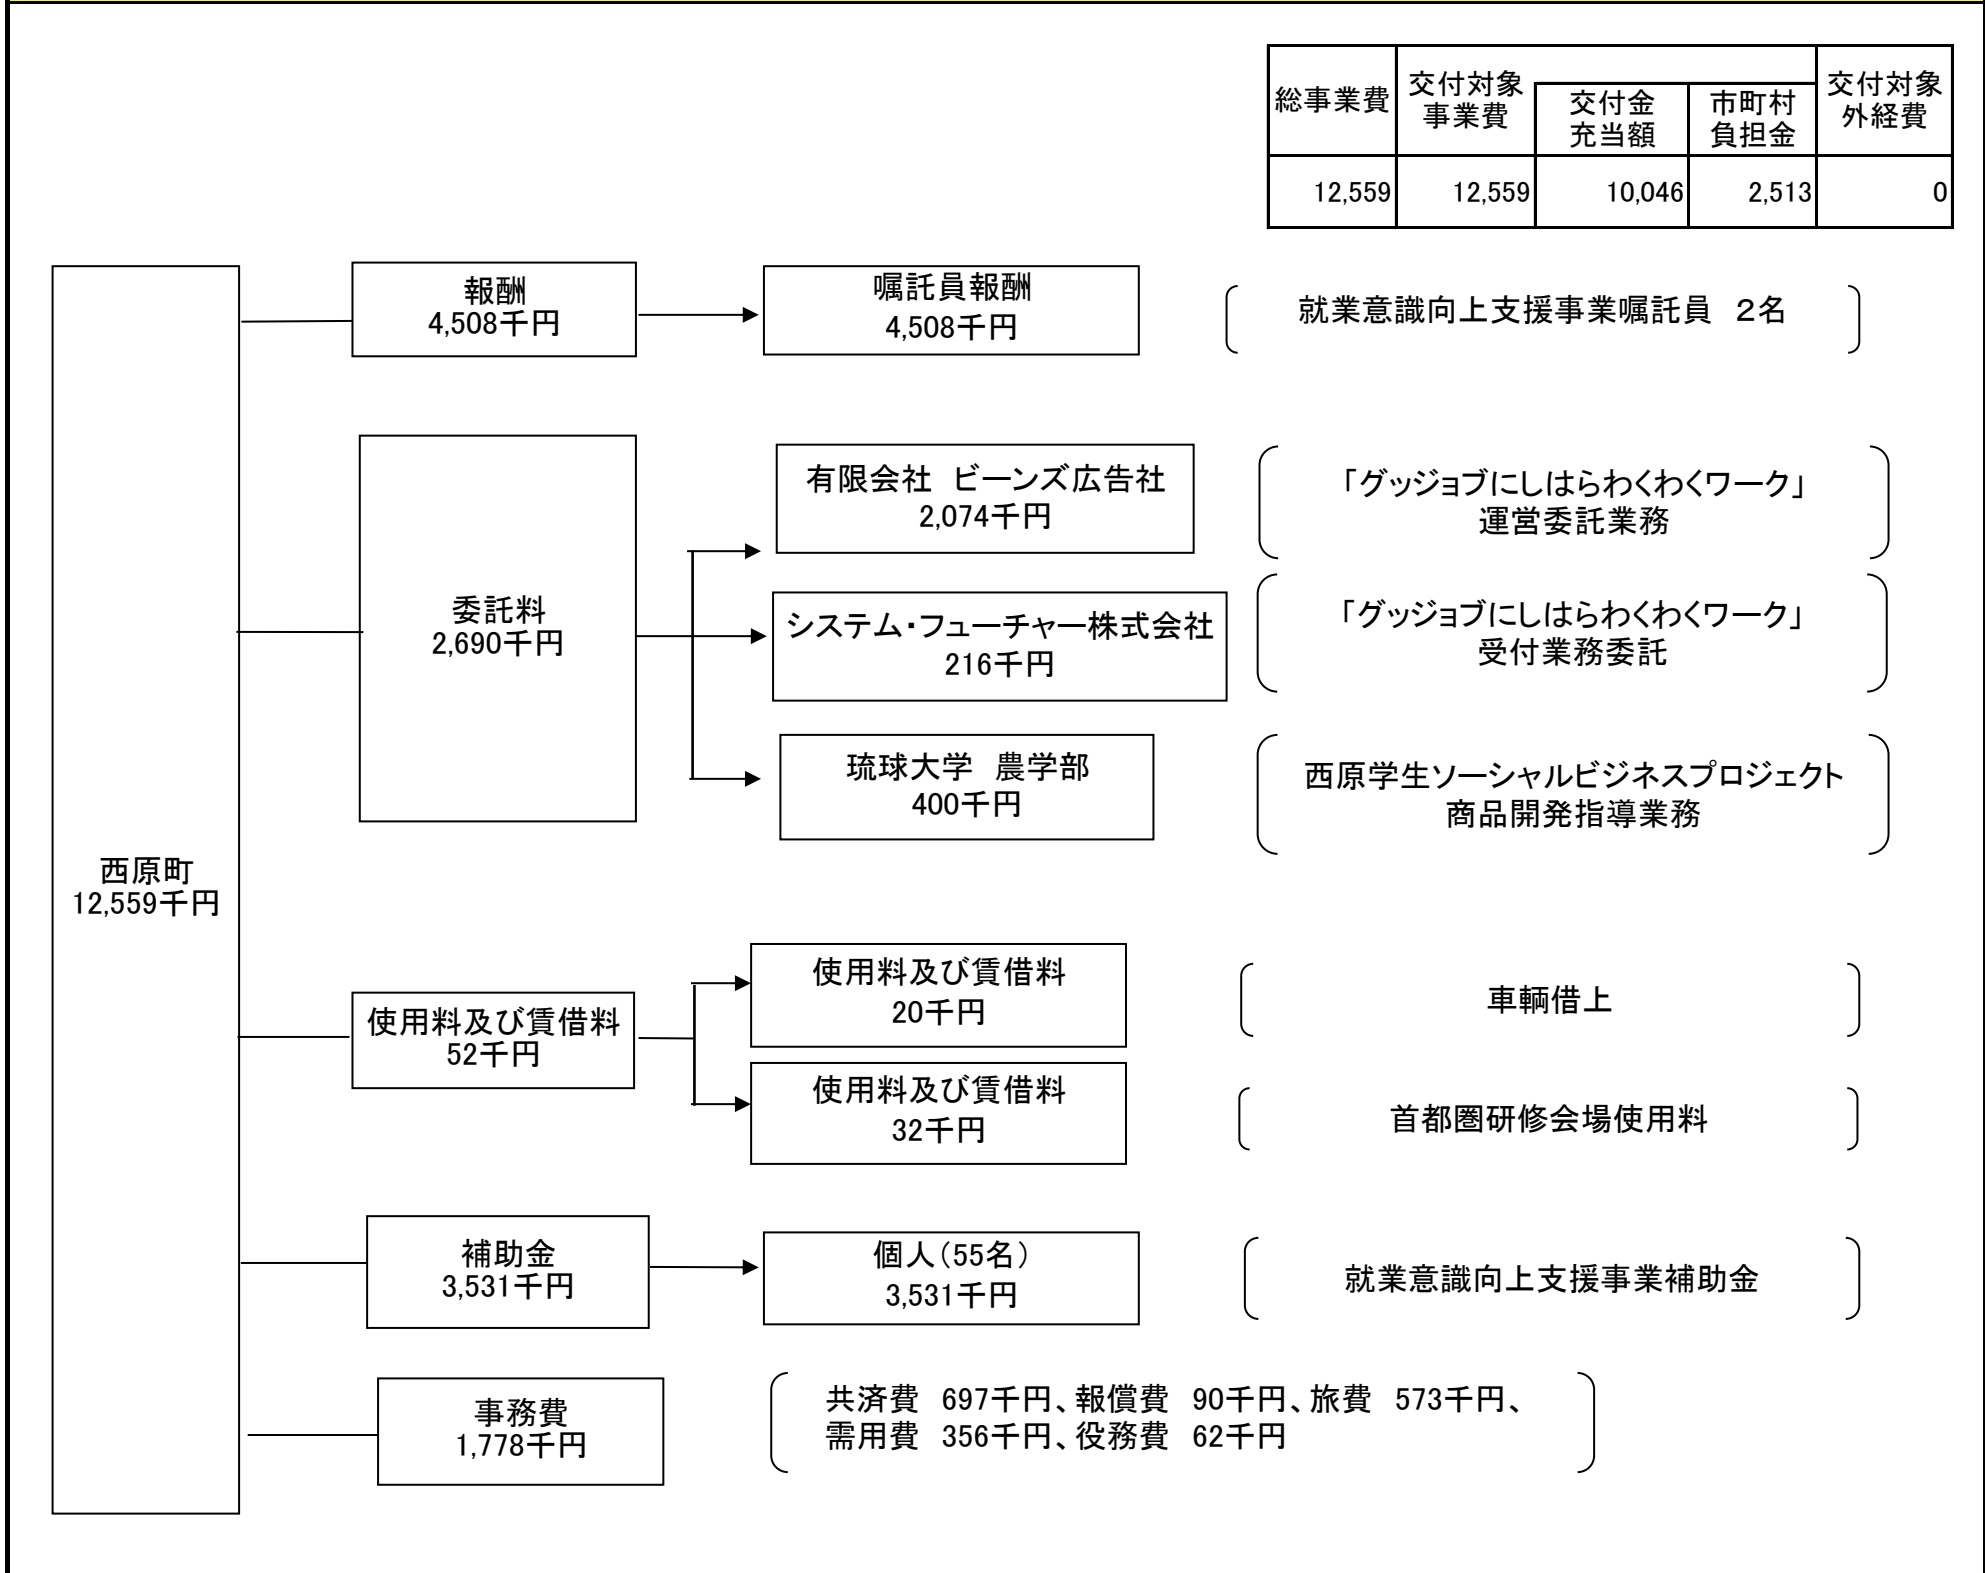 総事業費
交付対象
事業費
交付金
充当額
市町村
負担金
交付対象
外経費
12,559
12,559
10,046
2,513
0
西原町
12,559千円
報酬
4,508千円
嘱託員報酬
4,508千円
就業意識向上支援事業嘱託員　2名
委託料
2,690千円
有限会社　ビーンズ広告社
2,074千円
「グッジョブにしはらわくわくワーク」
運営委託業務
システム・フューチャー株式会社
216千円
「グッジョブにしはらわくわくワーク」
受付業務委託
琉球大学　農学部
400千円
西原学生ソーシャルビジネスプロジェクト
商品開発指導業務
使用料及び賃借料
52千円
使用料及び賃借料
20千円
車輌借上
使用料及び賃借料
32千円
首都圏研修会場使用料
補助金
3,531千円
個人（55名）
3,531千円
就業意識向上支援事業補助金
事務費
1,778千円
共済費　697千円、報償費　90千円、旅費　573千円、
需用費　356千円、役務費　62千円